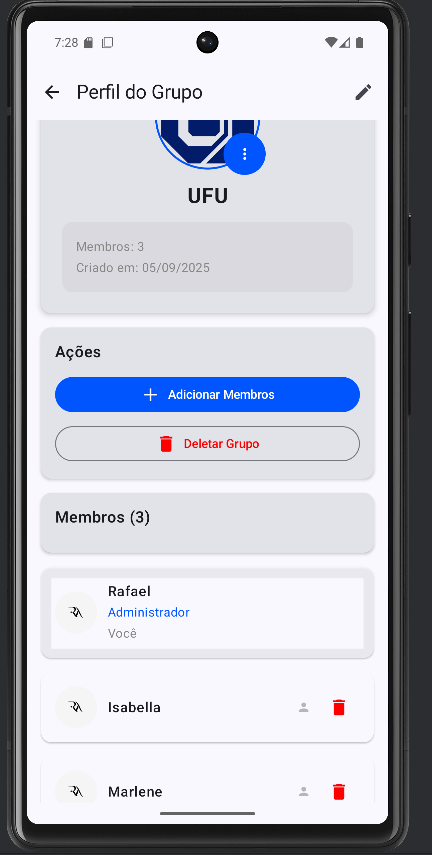 7:28
Perfil do Grupo
UFU
Membros: 3
Criado em: 05/09/2025
Ações
Adicionar Membros
Deletar Grupo
Membros (3)
Rafael
Administrador
Você
Isabella
Marlene